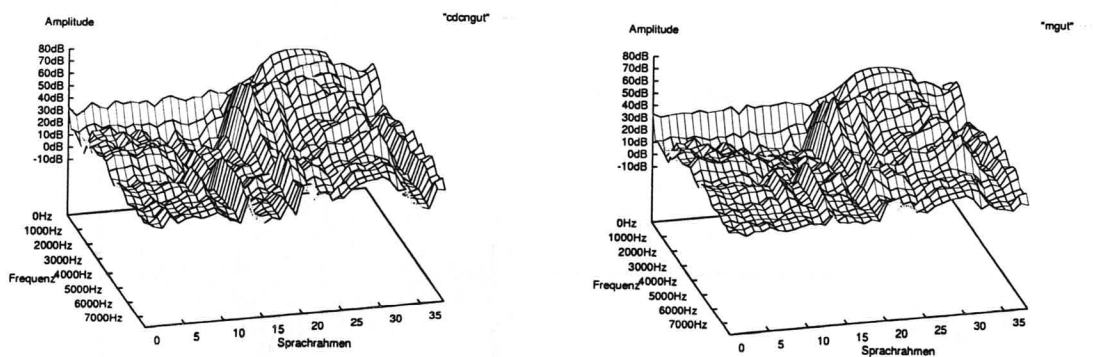 Amplitude
"cdcngut"
80dB
70dB
60dB
50dB
40dB
30dB
20dB
10dB
0dB
-10dB
0Hz
1000Hz
2000Hz
3000Hz
4000Hz
5000Hz
6000Hz
7000Hz
Frequenz
0 5 10 15 20 25 30 35
Sprachrahmen
Amplitude
"mgut"
80dB
70dB
60dB
50dB
40dB
30dB
20dB
10dB
0dB
-10dB
0Hz
1000Hz
2000Hz
3000Hz
4000Hz
5000Hz
6000Hz
7000Hz
Frequenz
0 5 10 15 20 25 30 35
Sprachrahmen